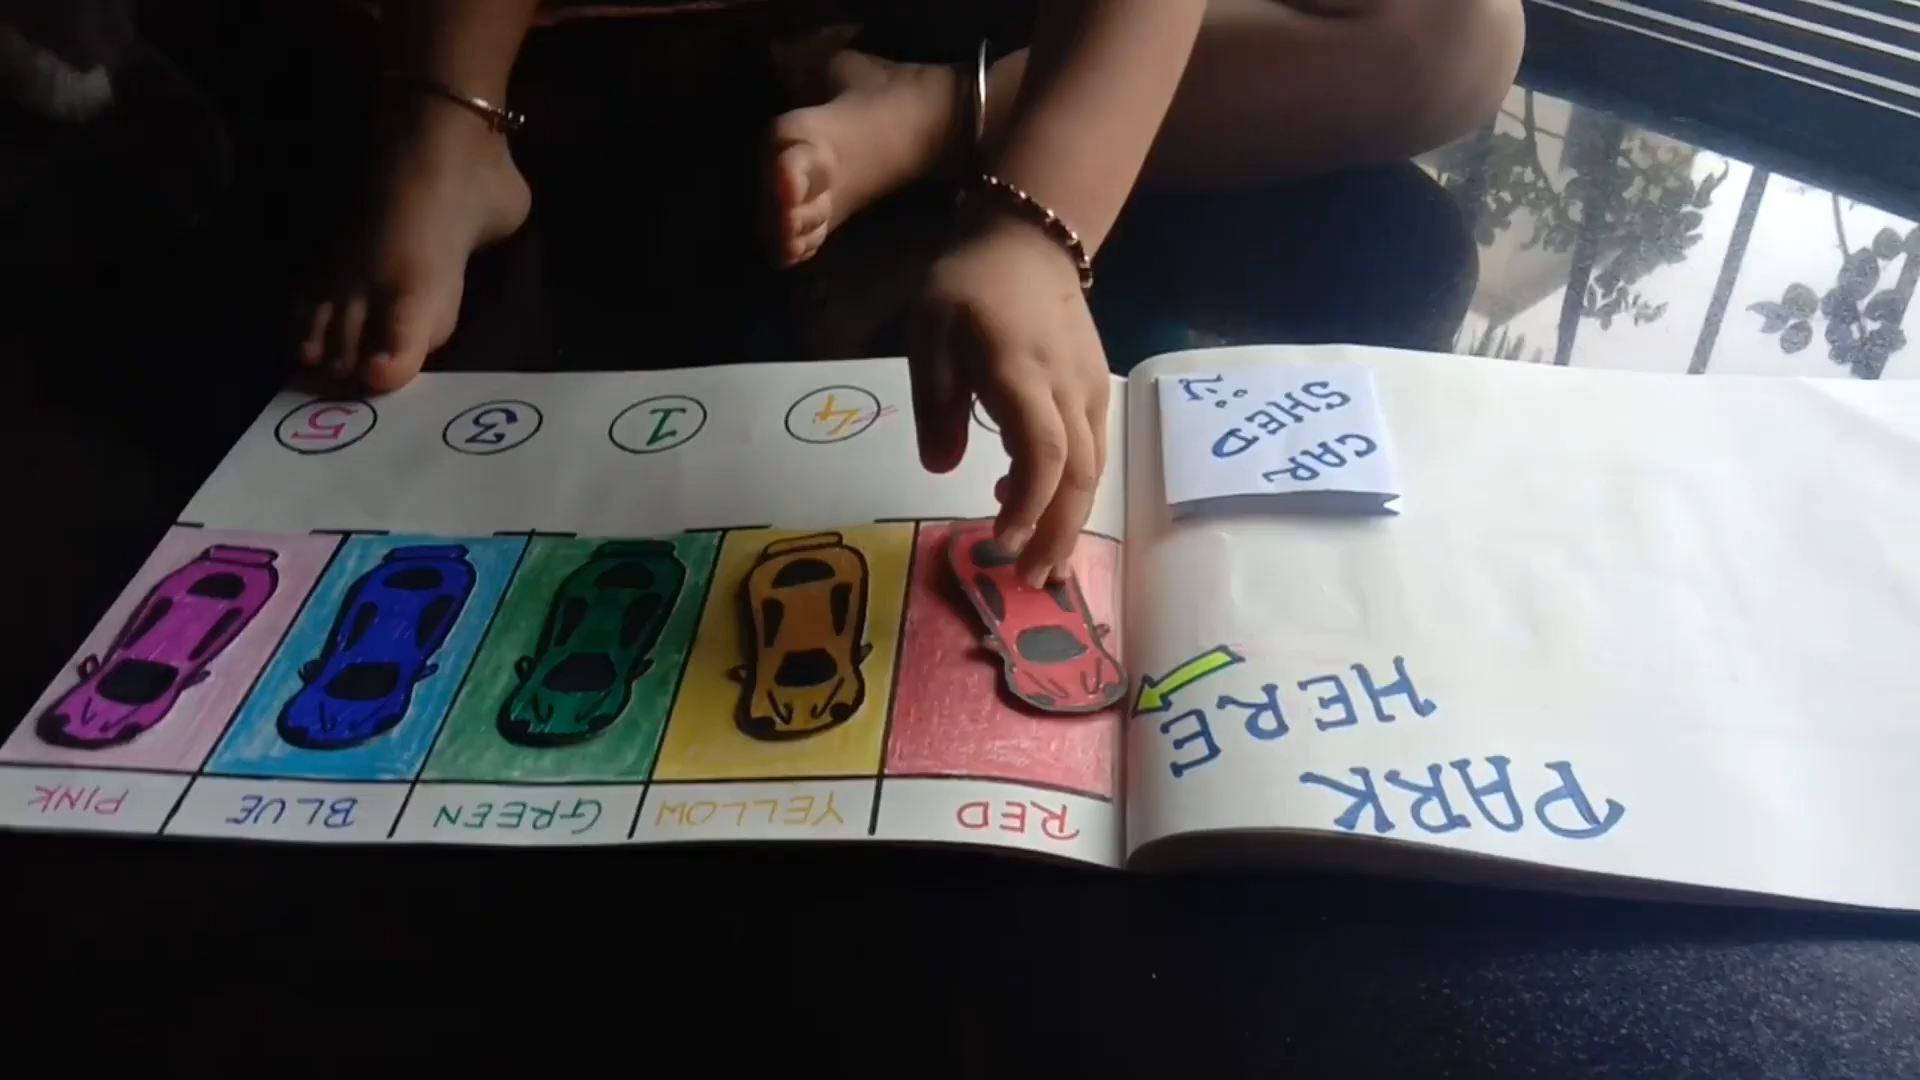 PARK
HERE
CAR
SHED
RED YELLOW GREEN BLUE PINK
4 1 3 5